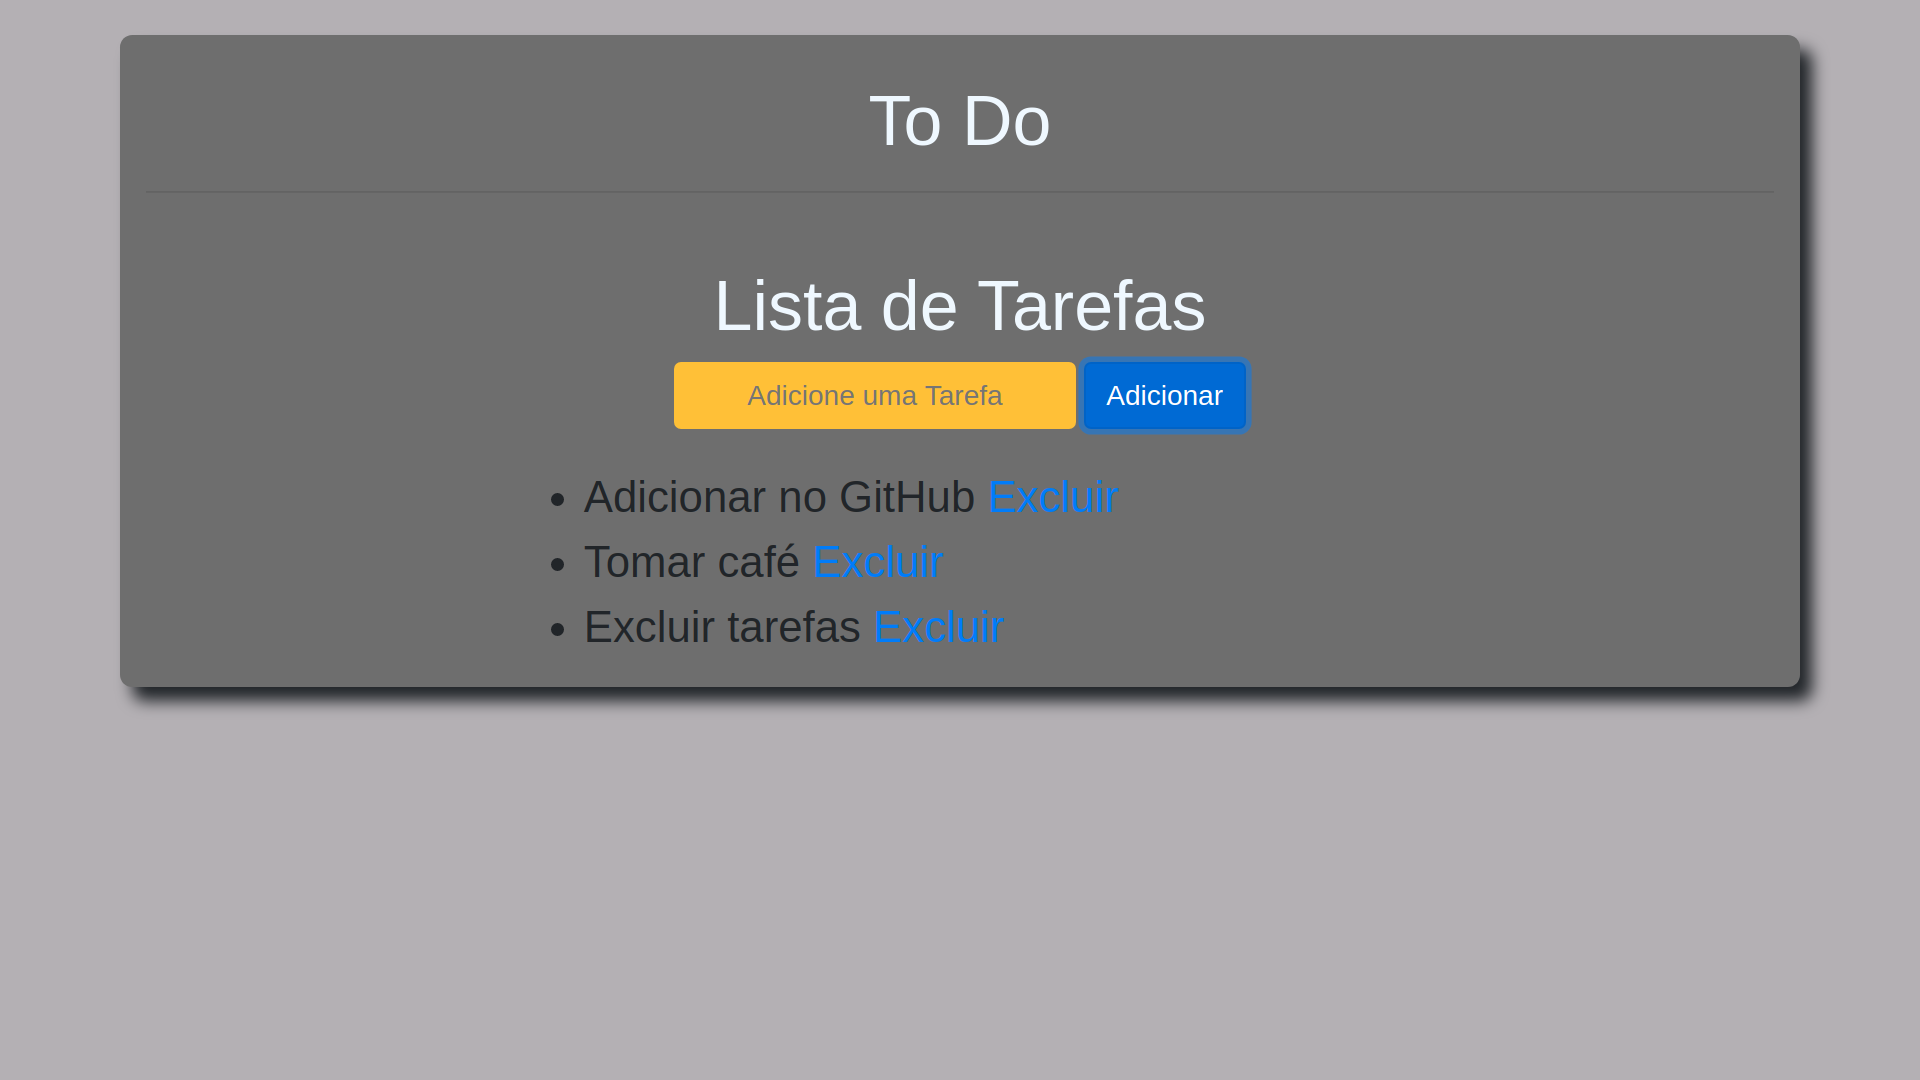 To Do
Lista de Tarefas
Adicione uma Tarefa Adicionar
Adicionar no GitHub Excluir
Tomar café Excluir
Excluir tarefas Excluir